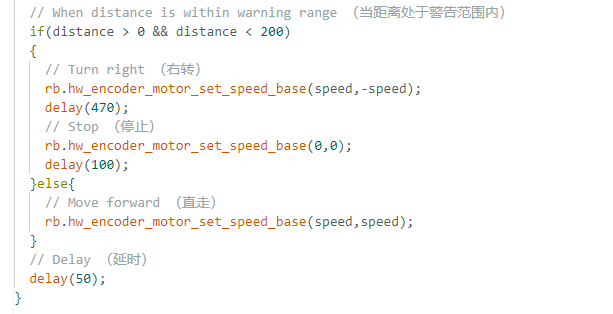 // When distance is within warning range （当距离处于警告范围内）
if(distance > 0 && distance < 200)
{
// Turn right （右转）
rb.hw_encoder_motor_set_speed_base(speed,-speed);
delay(470);
// Stop （停止）
rb.hw_encoder_motor_set_speed_base(0,0);
delay(100);
}else{
// Move forward （直走）
rb.hw_encoder_motor_set_speed_base(speed,speed);
}
// Delay （延时）
delay(50);
}